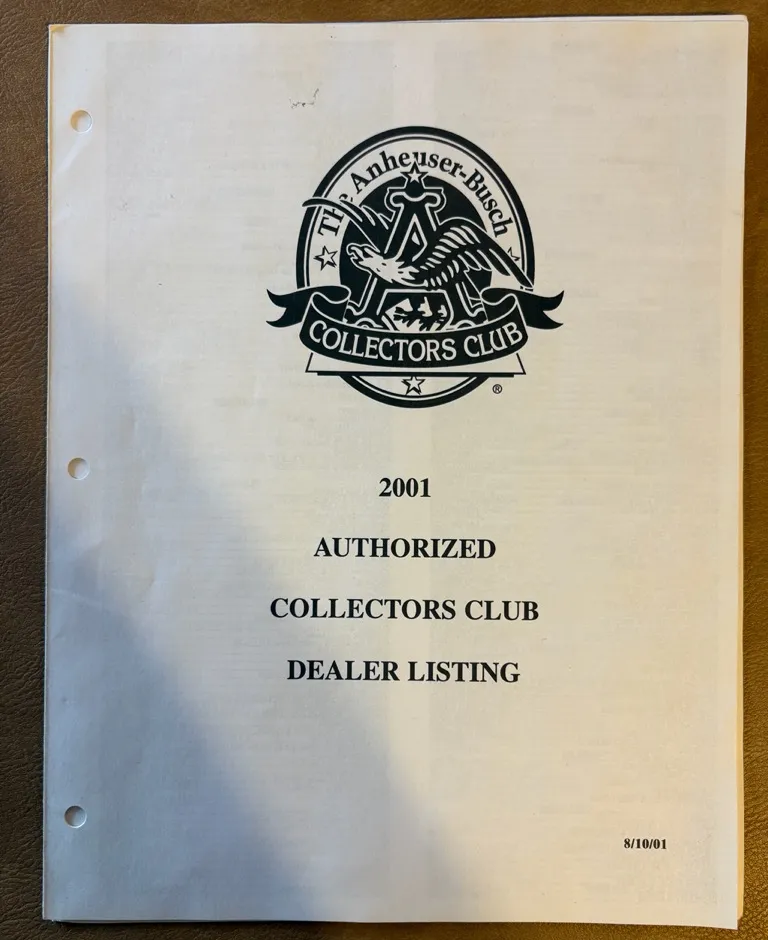 The Anheuser-Busch
COLLECTORS CLUB
®
2001
AUTHORIZED
COLLECTORS CLUB
DEALER LISTING
8/10/01